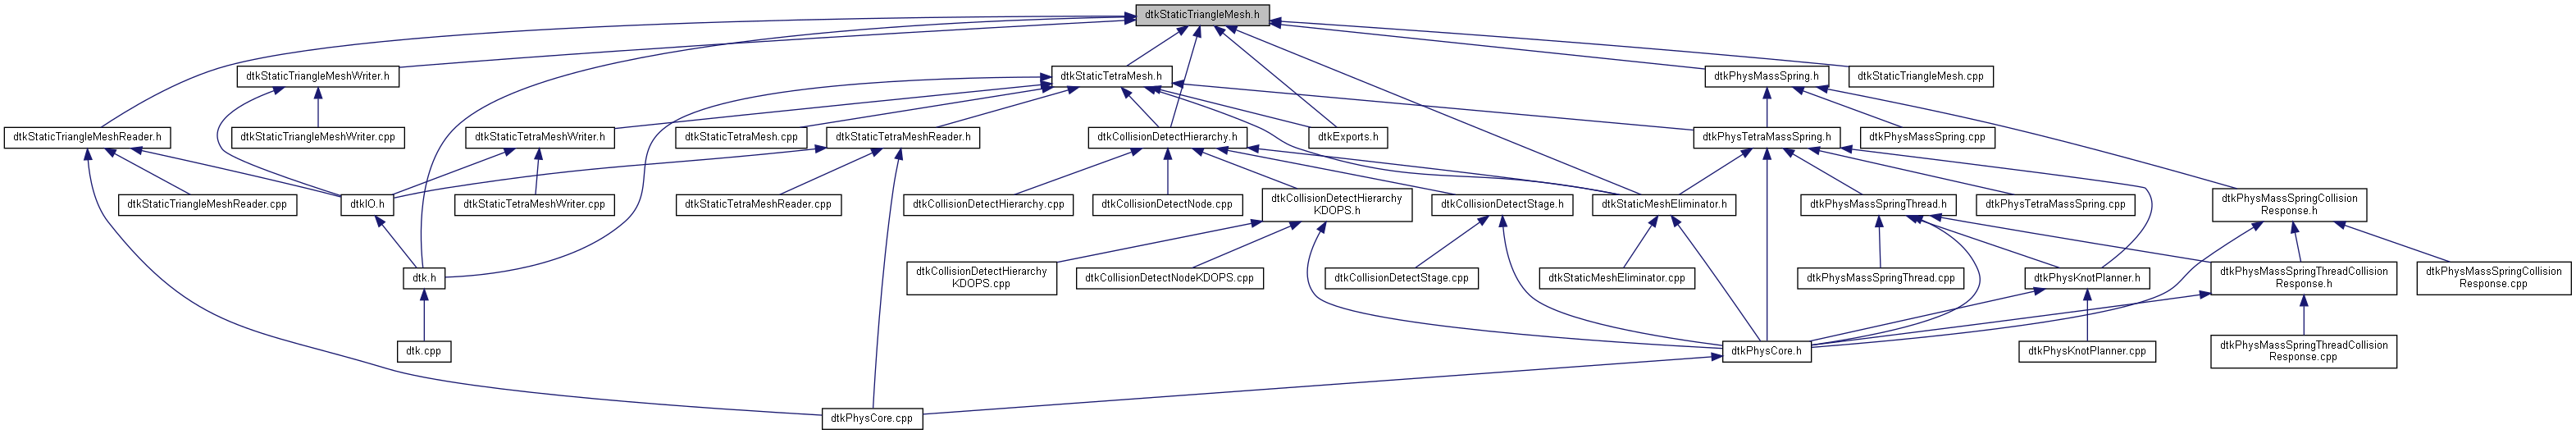 dtkStaticTriangleMesh.h
dtkStaticTriangleMeshWriter.h
dtkStaticTetraMesh.h
dtkPhysMassSpring.h
dtkStaticTriangleMesh.cpp
dtkStaticTriangleMeshReader.h
dtkStaticTriangleMeshWriter.cpp
dtkStaticTetraMeshWriter.h
dtkStaticTetraMesh.cpp
dtkStaticTetraMeshReader.h
dtkCollisionDetectHierarchy.h
dtkExports.h
dtkPhysTetraMassSpring.h
dtkPhysMassSpring.cpp
dtkStaticTriangleMeshReader.cpp
dtkIO.h
dtkStaticTetraMeshWriter.cpp
dtkStaticTetraMeshReader.cpp
dtkCollisionDetectHierarchy.cpp
dtkCollisionDetectNode.cpp
dtkCollisionDetectHierarchy
KDOPS.h
dtkCollisionDetectStage.h
dtkStaticMeshEliminator.h
dtkPhysMassSpringThread.h
dtkPhysTetraMassSpring.cpp
dtkPhysMassSpringCollision
Response.h
dtk.h
dtkCollisionDetectHierarchy
KDOPS.cpp
dtkCollisionDetectNodeKDOPS.cpp
dtkCollisionDetectStage.cpp
dtkStaticMeshEliminator.cpp
dtkPhysMassSpringThread.cpp
dtkPhysKnotPlanner.h
dtkPhysMassSpringThreadCollision
Response.h
dtkPhysMassSpringCollision
Response.cpp
dtk.cpp
dtkPhysCore.h
dtkPhysKnotPlanner.cpp
dtkPhysMassSpringThreadCollision
Response.cpp
dtkPhysCore.cpp